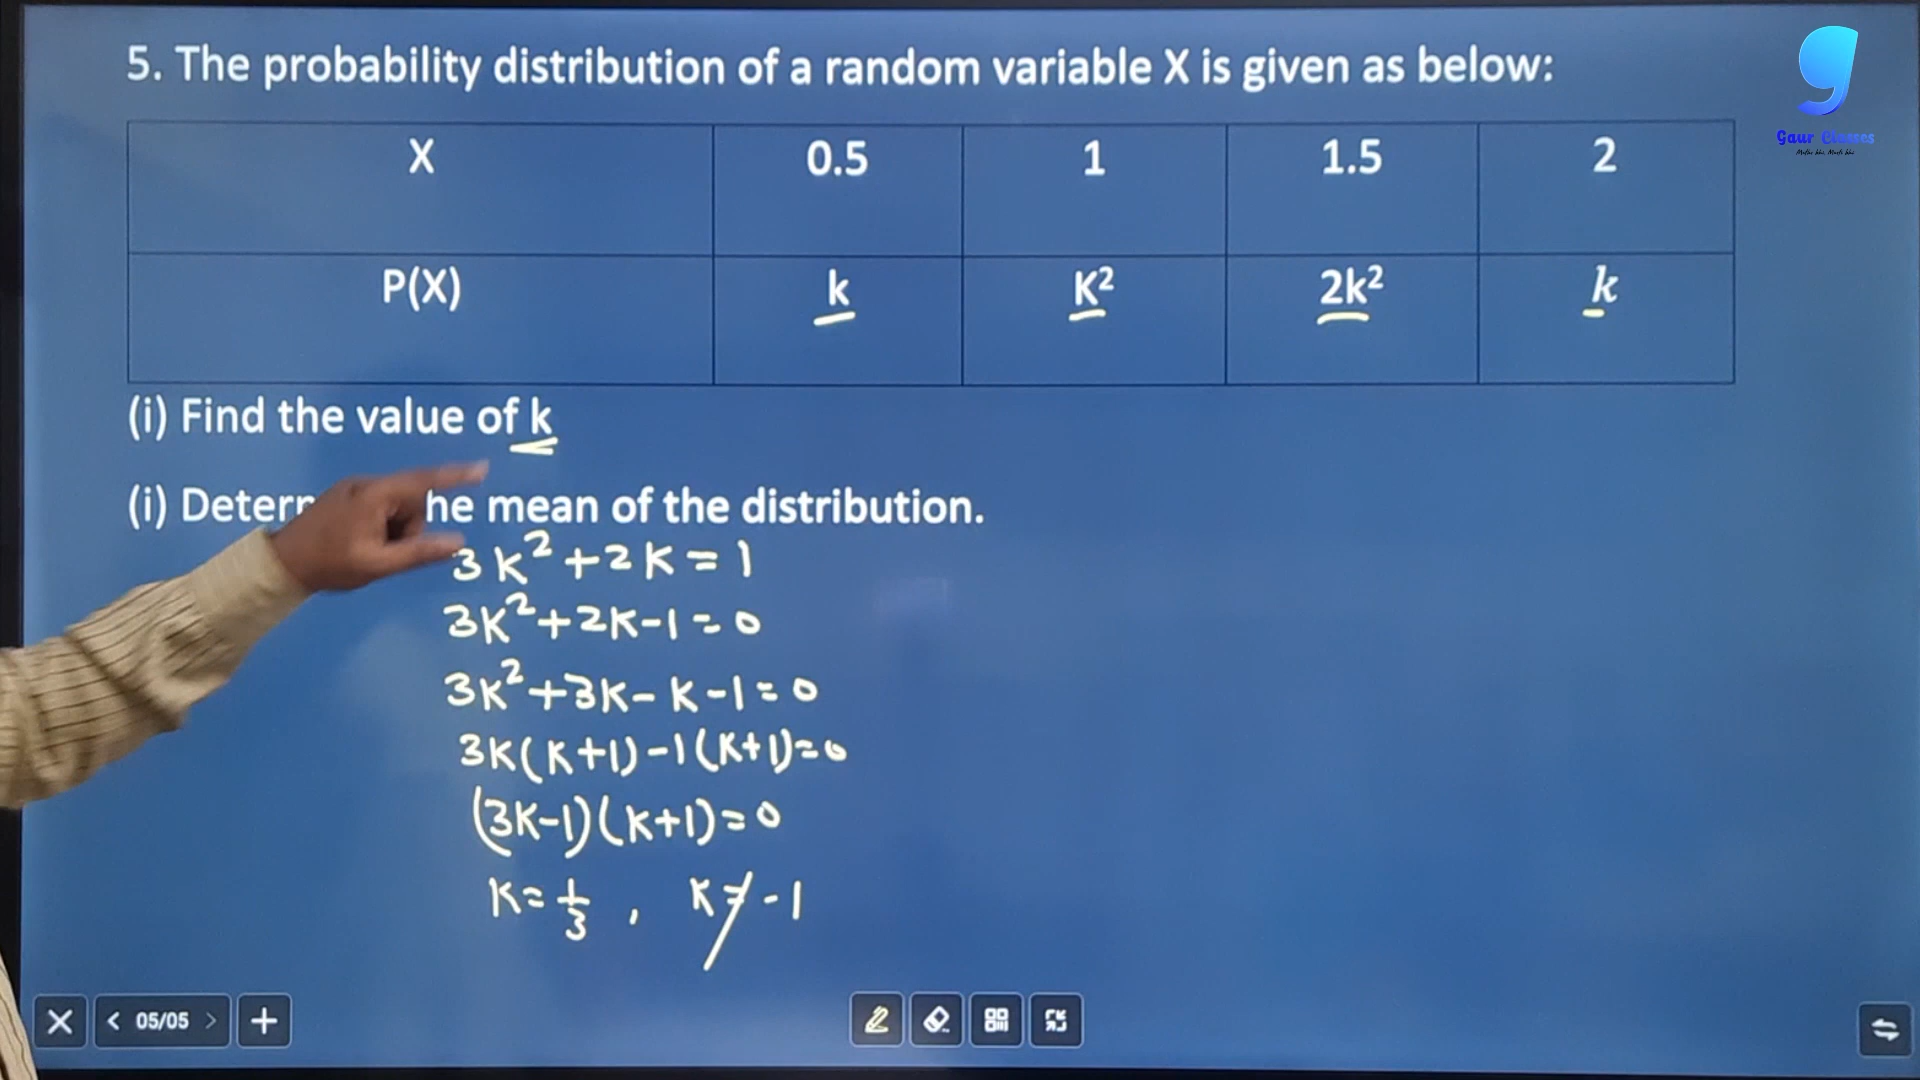 5. The probability distribution of a random variable X is given as below:
X 0.5 1 1.5 2
P(X) k K² 2k² k
(i) Find the value of k
(i) Deter he mean of the distribution.
3K²+2K=1
3K²+2K-1=0
3K²+3K-K-1=0
3K(K+1)-1(K+1)=0
(3K-1)(K+1)=0
K=1/3, K≠-1
< 05/05 > +
g
Gaur Classes